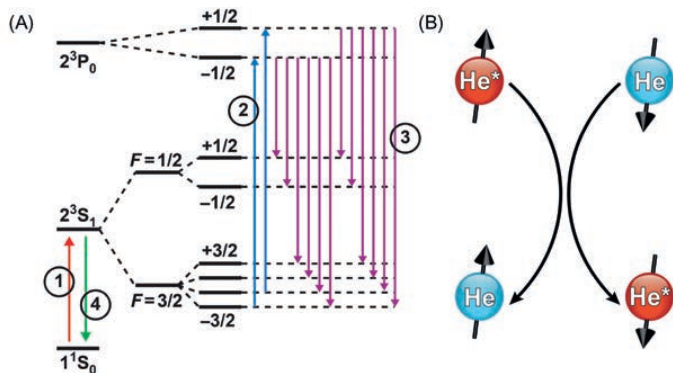 (A)
+1/2
2³P₀
−1/2
2
3
+1/2
F = 1/2
−1/2
2³S₁
+3/2
1
4
F = 3/2
−3/2
1¹S₀
(B)
He* He
He He*